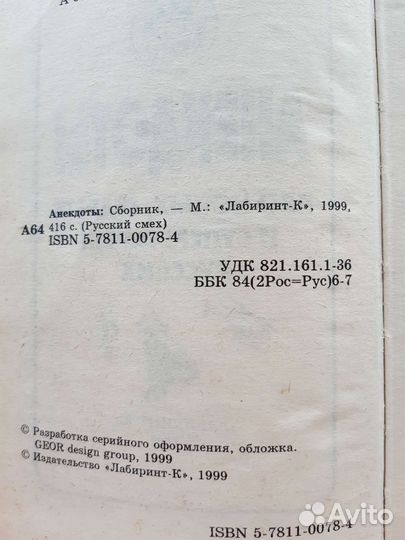 Анекдоты: Сборник, — М.: «Лабиринт-К», 1999,
А64 416 с. (Русский смех)
ISBN 5-7811-0078-4
УДК 821.161.1-36
ББК 84(2Рос=Рус)6-7
© Разработка серийного оформления, обложка.
GEOR design group, 1999
© Издательство «Лабиринт-К», 1999
ISBN 5-7811-0078-4
Avito